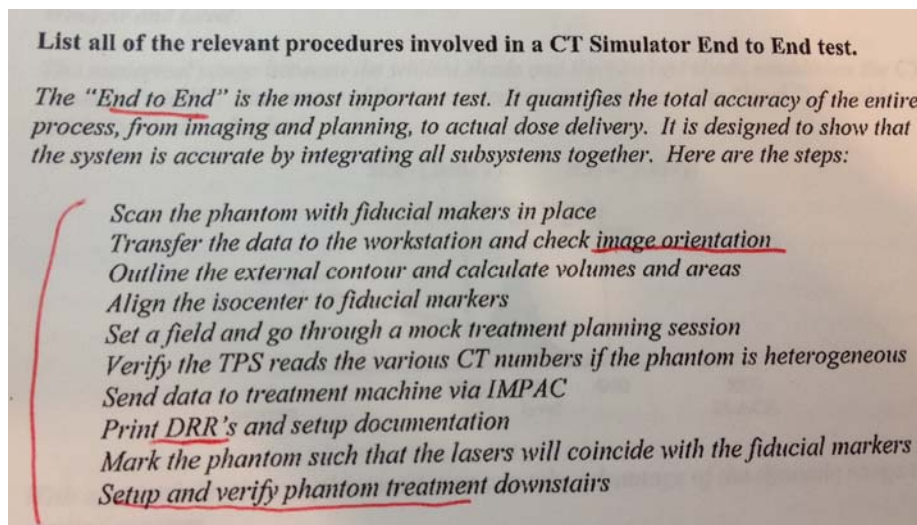 List all of the relevant procedures involved in a CT Simulator End to End test.
The “End to End” is the most important test. It quantifies the total accuracy of the entire
process, from imaging and planning, to actual dose delivery. It is designed to show that
the system is accurate by integrating all subsystems together. Here are the steps:
Scan the phantom with fiducial makers in place
Transfer the data to the workstation and check image orientation
Outline the external contour and calculate volumes and areas
Align the isocenter to fiducial markers
Set a field and go through a mock treatment planning session
Verify the TPS reads the various CT numbers if the phantom is heterogeneous
Send data to treatment machine via IMPAC
Print DRR’s and setup documentation
Mark the phantom such that the lasers will coincide with the fiducial markers
Setup and verify phantom treatment downstairs